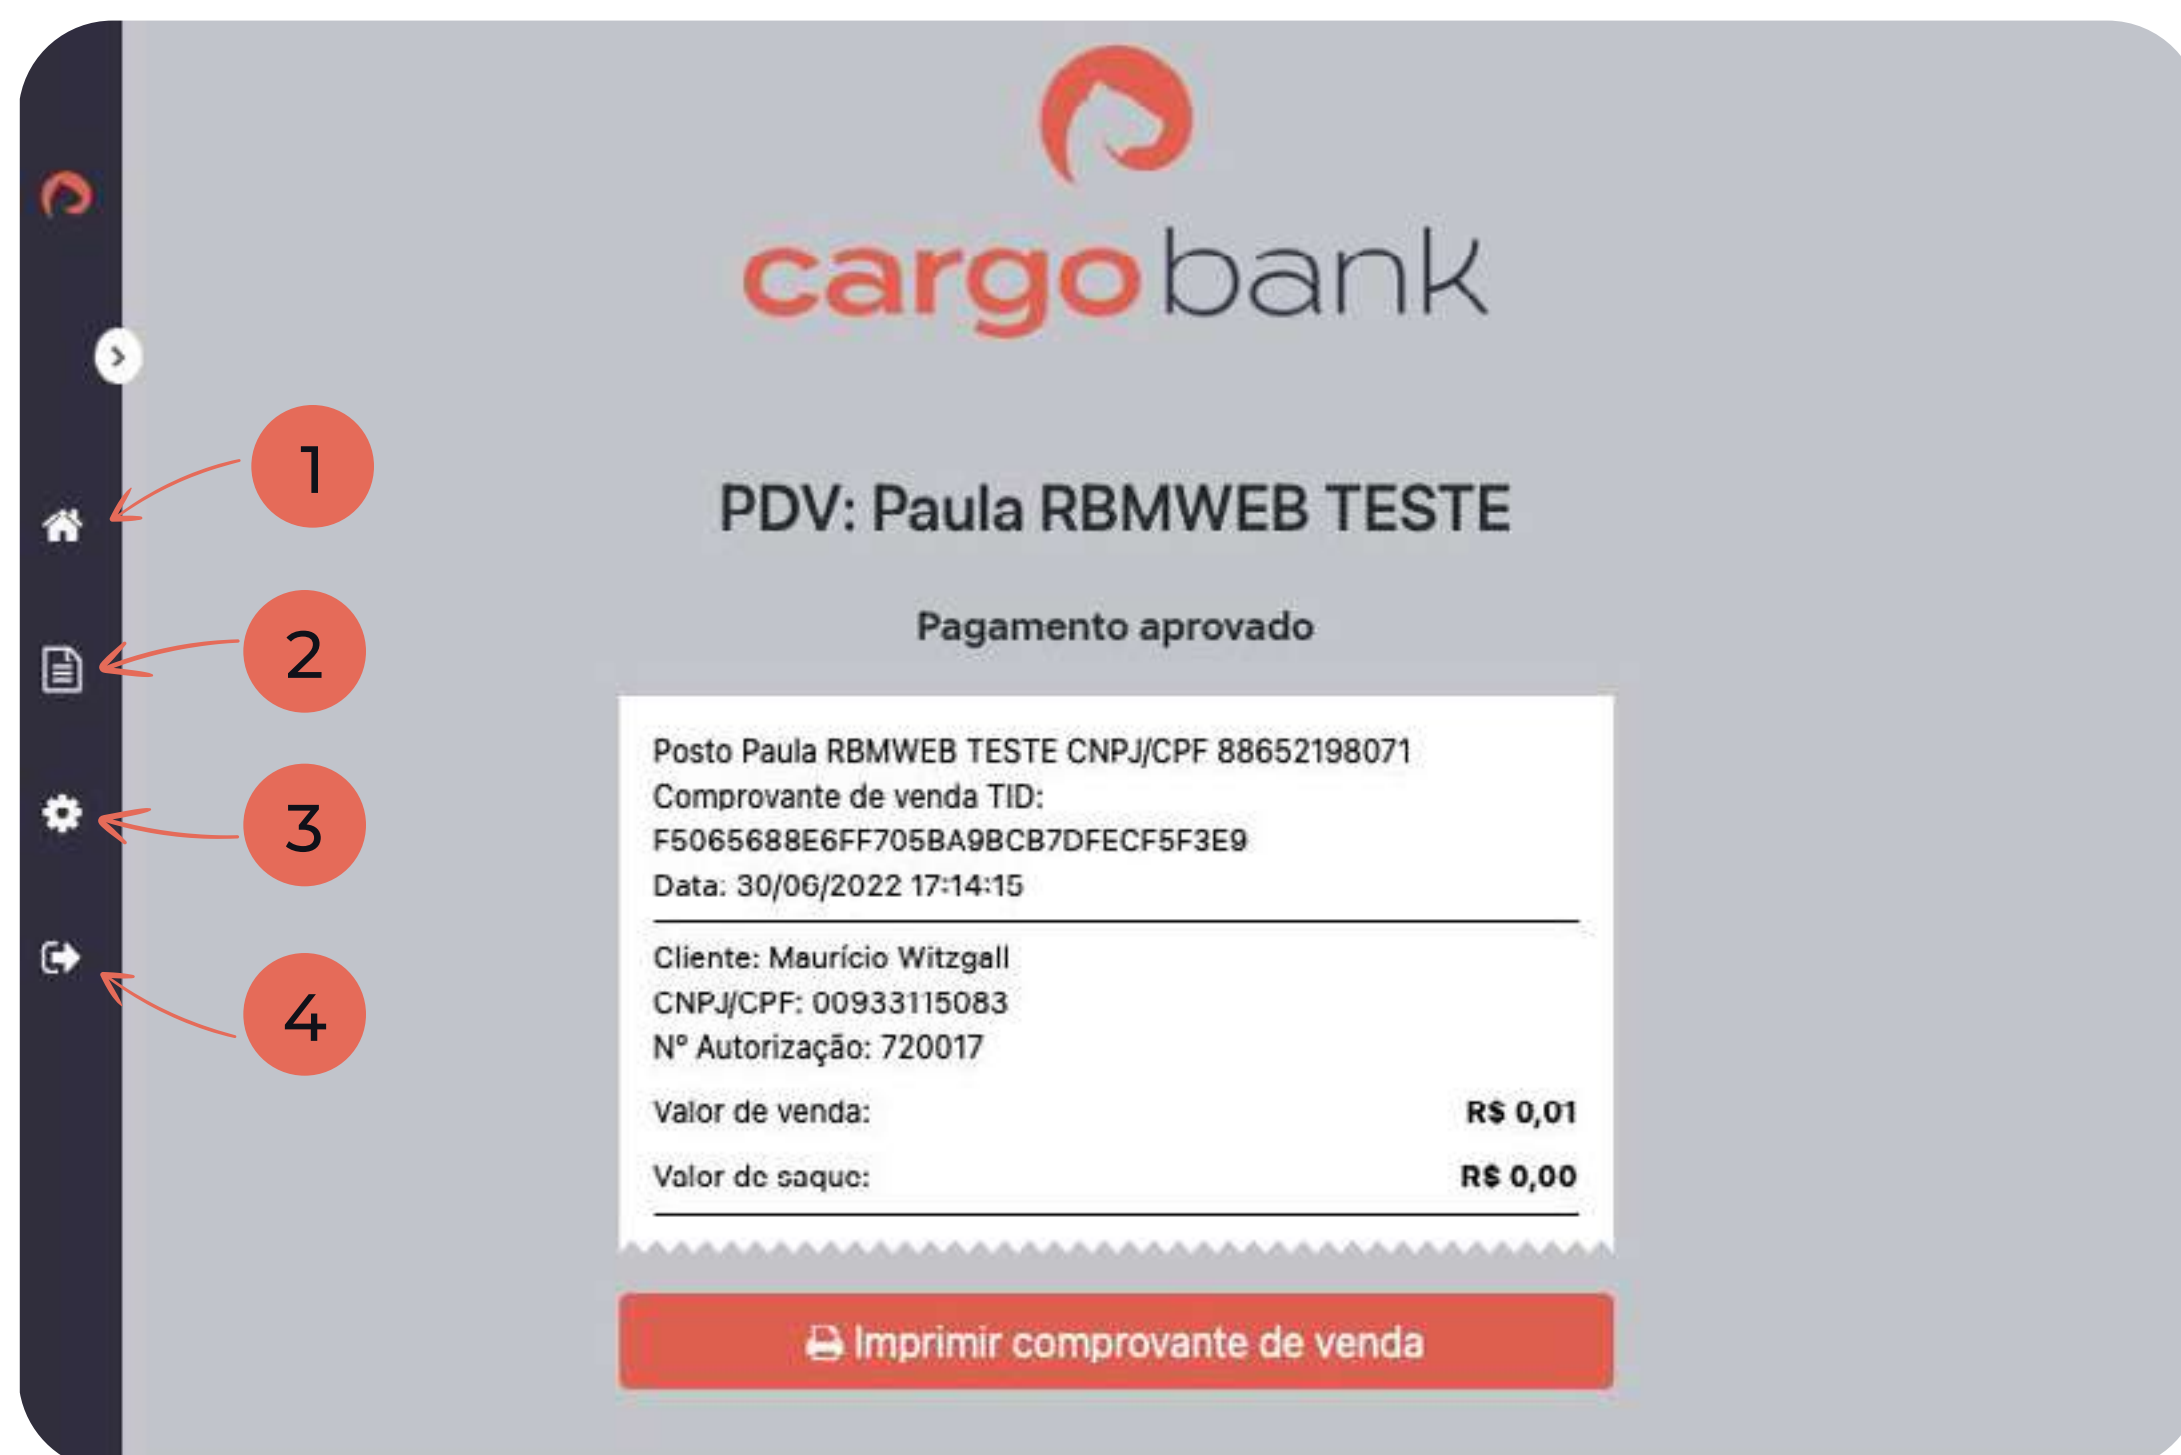 cargobank
1
PDV: Paula RBMWEB TESTE
2
Pagamento aprovado
Posto Paula RBMWEB TESTE CNPJ/CPF 88652198071
Comprovante de venda TID:
3
F5065688E6FF705BA9BCB7DFECF5F3E9
Data: 30/06/2022 17:14:15
Cliente: Maurício Witzgall
CNPJ/CPF: 00933115083
4
Nº Autorização: 720017
Valor de venda: R$ 0,01
Valor de saque: R$ 0,00
Imprimir comprovante de venda